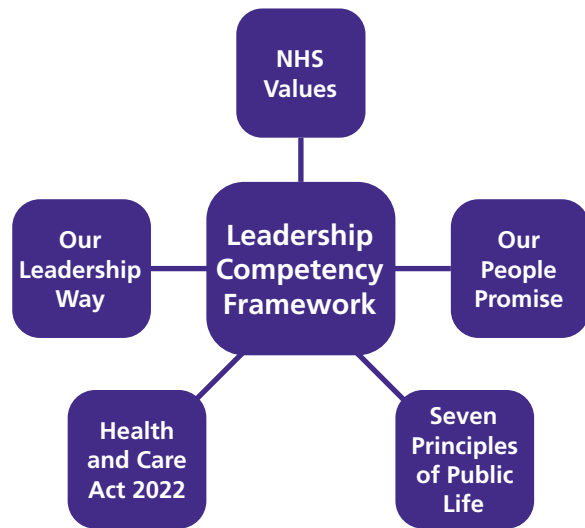 NHS
Values
Our
Leadership
Way
Leadership
Competency
Framework
Our
People
Promise
Health
and Care
Act 2022
Seven
Principles
of Public
Life